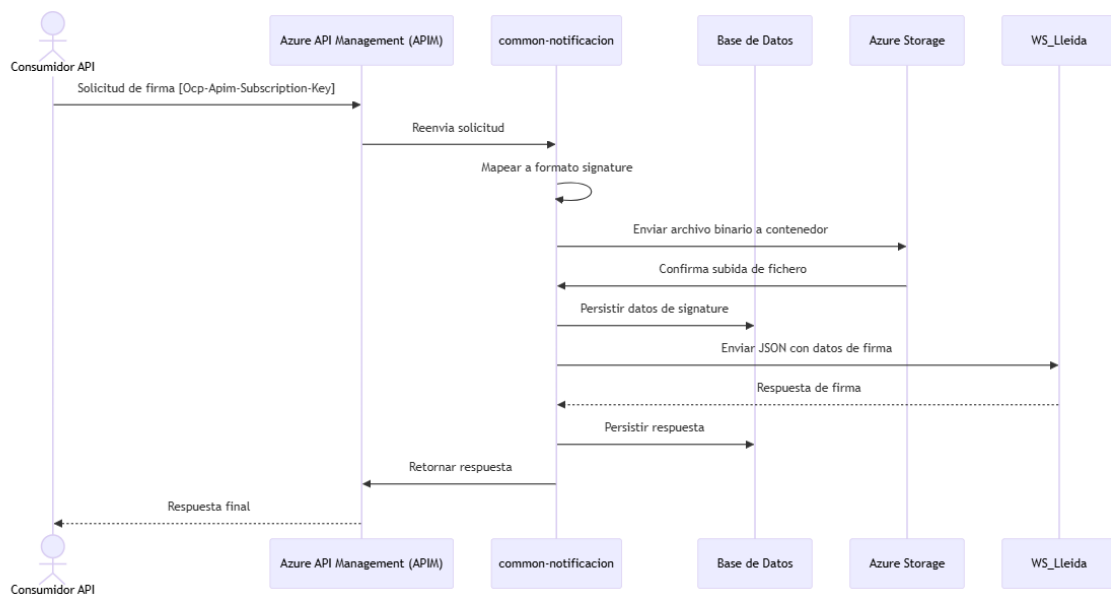 Consumidor API
Azure API Management (APIM)
common-notificacion
Base de Datos
Azure Storage
WS_Lleida
Solicitud de firma [Ocp-Apim-Subscription-Key]
Reenvia solicitud
Mapear a formato signature
Enviar archivo binario a contenedor
Confirma subida de fichero
Persistir datos de signature
Enviar JSON con datos de firma
Respuesta de firma
Persistir respuesta
Retornar respuesta
Respuesta final
Consumidor API
Azure API Management (APIM)
common-notificacion
Base de Datos
Azure Storage
WS_Lleida